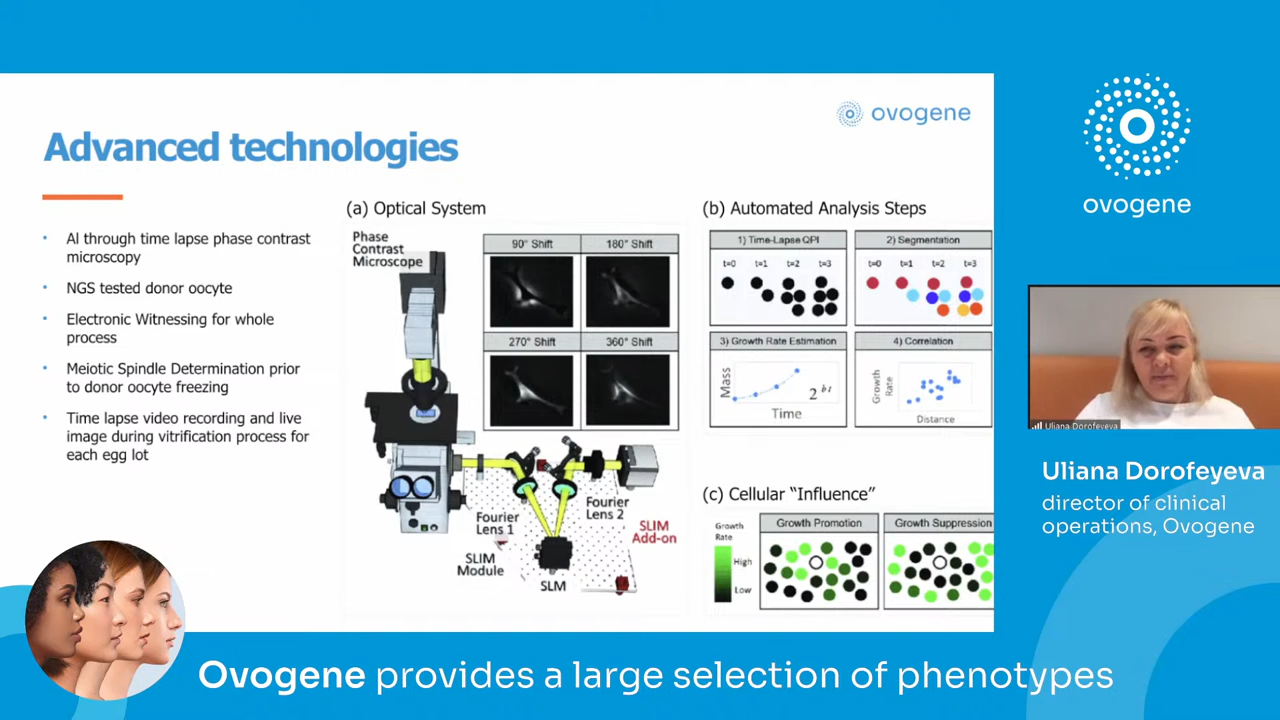 ovogene
Advanced technologies
• AI through time lapse phase contrast
microscopy
• NGS tested donor oocyte
• Electronic Witnessing for whole
process
• Meiotic Spindle Determination prior
to donor oocyte freezing
• Time lapse video recording and live
image during vitrification process for
each egg lot
(a) Optical System
Phase
Contrast
Microscope
90° Shift
180° Shift
270° Shift
360° Shift
Fourier
Lens 1
Fourier
Lens 2
SLIM
Add-on
SLIM
Module
SLM
(b) Automated Analysis Steps
1) Time-Lapse QPI
t=0 t=1 t=2 t=3
2) Segmentation
t=0 t=1 t=2 t=3
3) Growth Rate Estimation
Mass
2^bt
Time
4) Correlation
Growth
Rate
Distance
(c) Cellular “Influence”
Growth
Rate
High
Low
Growth Promotion
Growth Suppression
ovogene
Uliana Dorofeyeva
Uliana Dorofeyeva
director of clinical
operations, Ovogene
Ovogene provides a large selection of phenotypes